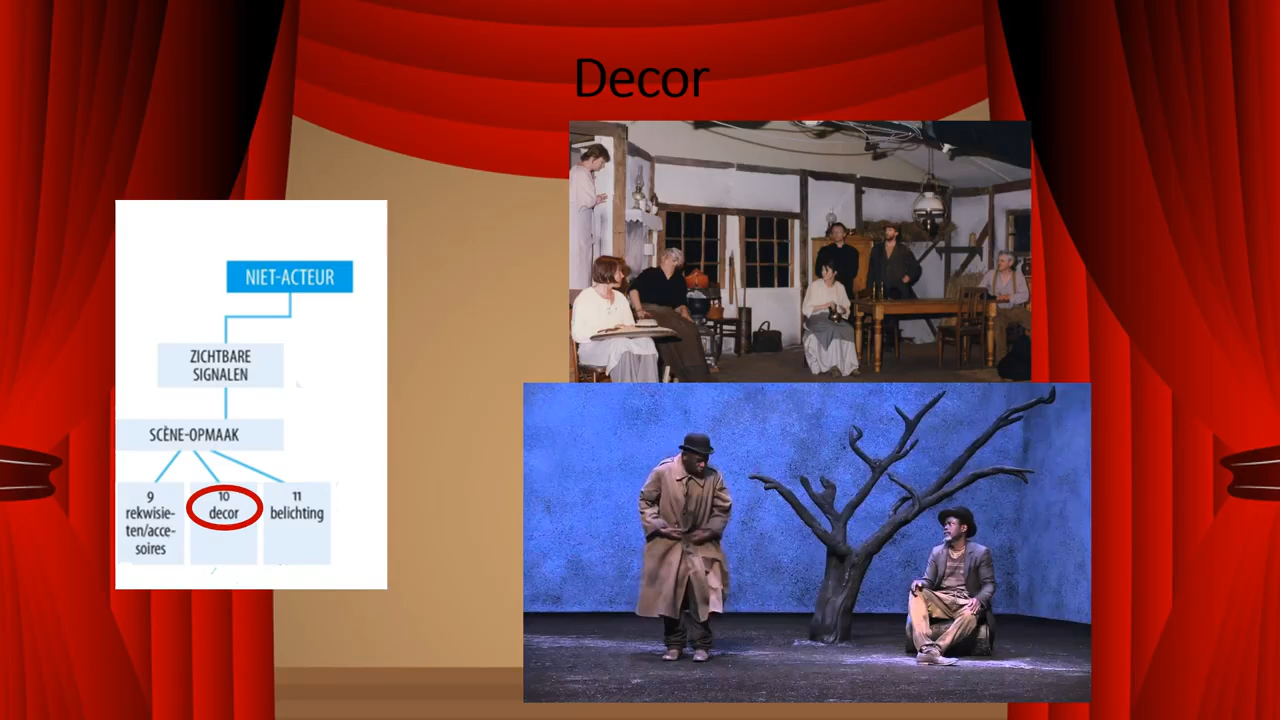 Decor
NIET-ACTEUR
ZICHTBARE
SIGNALEN
SCÈNE-OPMAAK
9
rekwisie-
ten/acce-
soires
10
decor
11
belichting